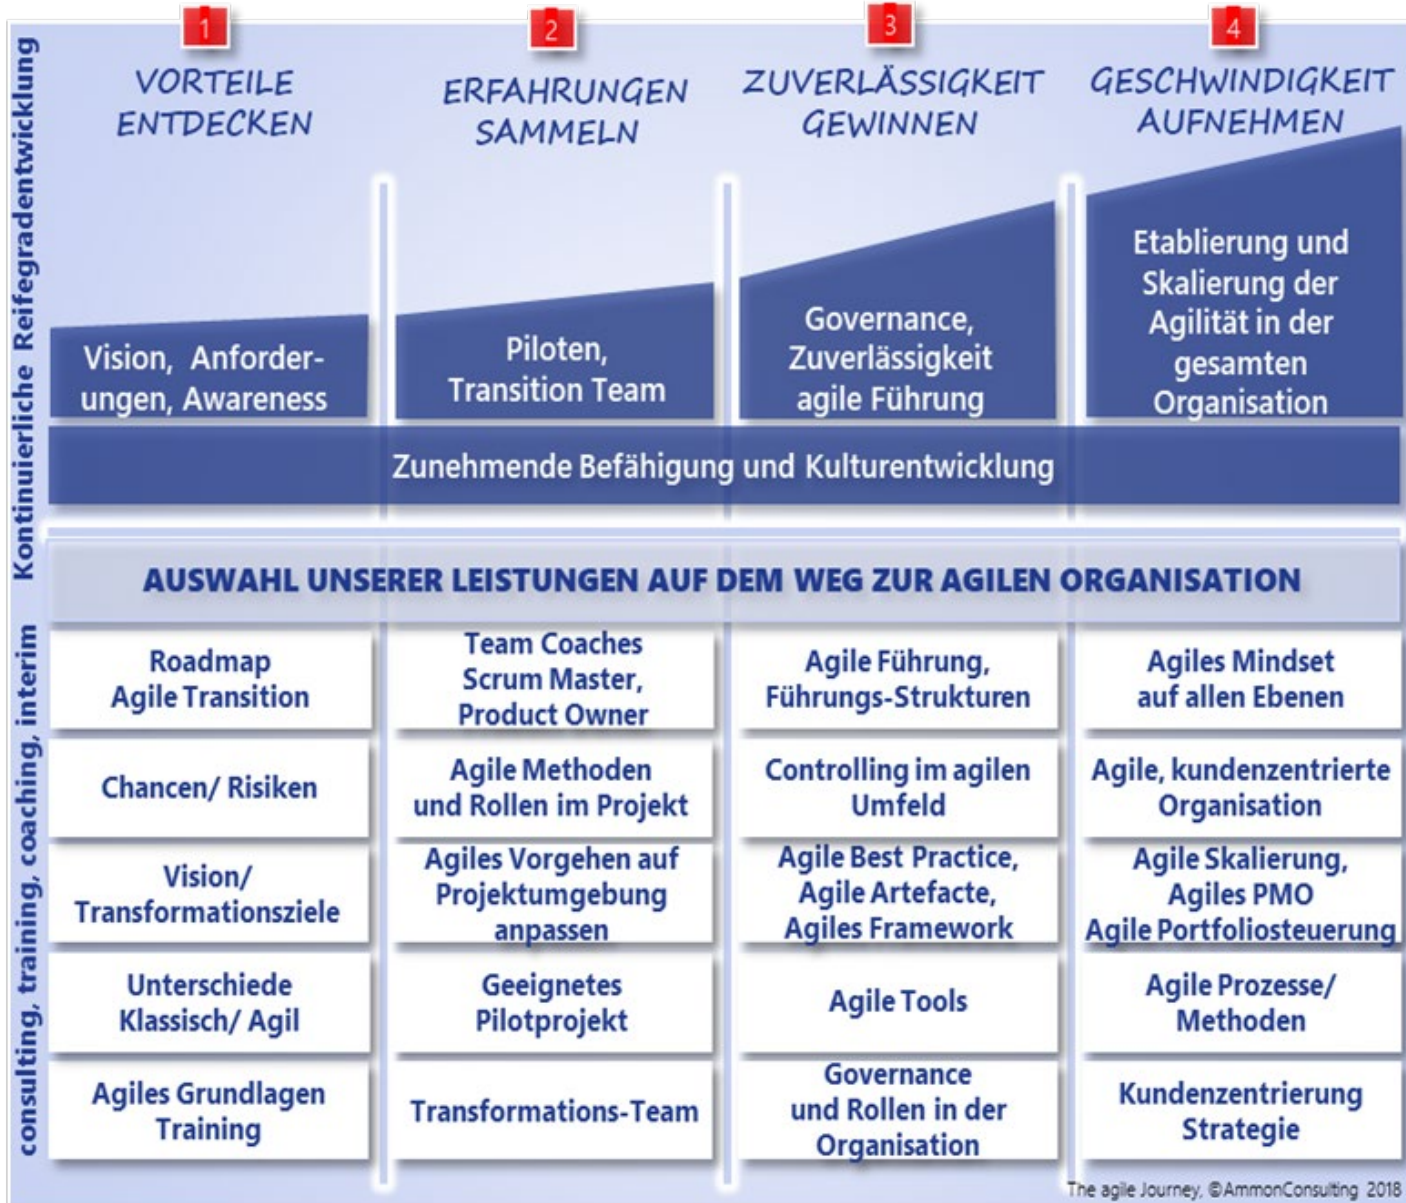 1
VORTEILE
ENTDECKEN
2
ERFAHRUNGEN
SAMMELN
3
ZUVERLÄSSIGKEIT
GEWINNEN
4
GESCHWINDIGKEIT
AUFNEHMEN
Kontinuierliche Reifegradentwicklung
Vision, Anforder-
ungen, Awareness
Piloten,
Transition Team
Governance,
Zuverlässigkeit
agile Führung
Etablierung und
Skalierung der
Agilität in der
gesamten
Organisation
Zunehmende Befähigung und Kulturentwicklung
AUSWAHL UNSERER LEISTUNGEN AUF DEM WEG ZUR AGILEN ORGANISATION
consulting, training, coaching, interim
Roadmap
Agile Transition
Team Coaches
Scrum Master,
Product Owner
Agile Führung,
Führungs-Strukturen
Agiles Mindset
auf allen Ebenen
Chancen/ Risiken
Agile Methoden
und Rollen im Projekt
Controlling im agilen
Umfeld
Agile, kundenzentrierte
Organisation
Vision/
Transformationsziele
Agiles Vorgehen auf
Projektumgebung
anpassen
Agile Best Practice,
Agile Artefacte,
Agiles Framework
Agile Skalierung,
Agiles PMO
Agile Portfoliosteuerung
Unterschiede
Klassisch/ Agil
Geeignetes
Pilotprojekt
Agile Tools
Agile Prozesse/
Methoden
Agiles Grundlagen
Training
Transformations-Team
Governance
und Rollen in der
Organisation
Kundenzentrierung
Strategie
The agile Journey, ©AmmonConsulting 2018